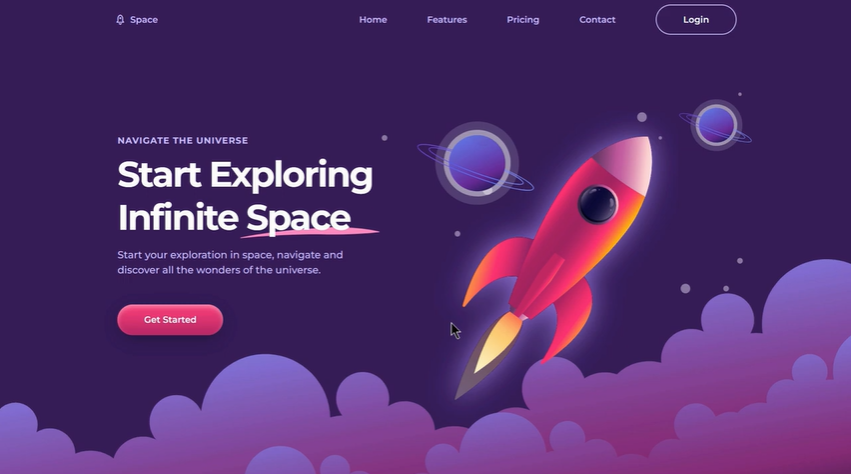 Space
Home
Features
Pricing
Contact
Login
NAVIGATE THE UNIVERSE
Start Exploring
Infinite Space
Start your exploration in space, navigate and
discover all the wonders of the universe.
Get Started